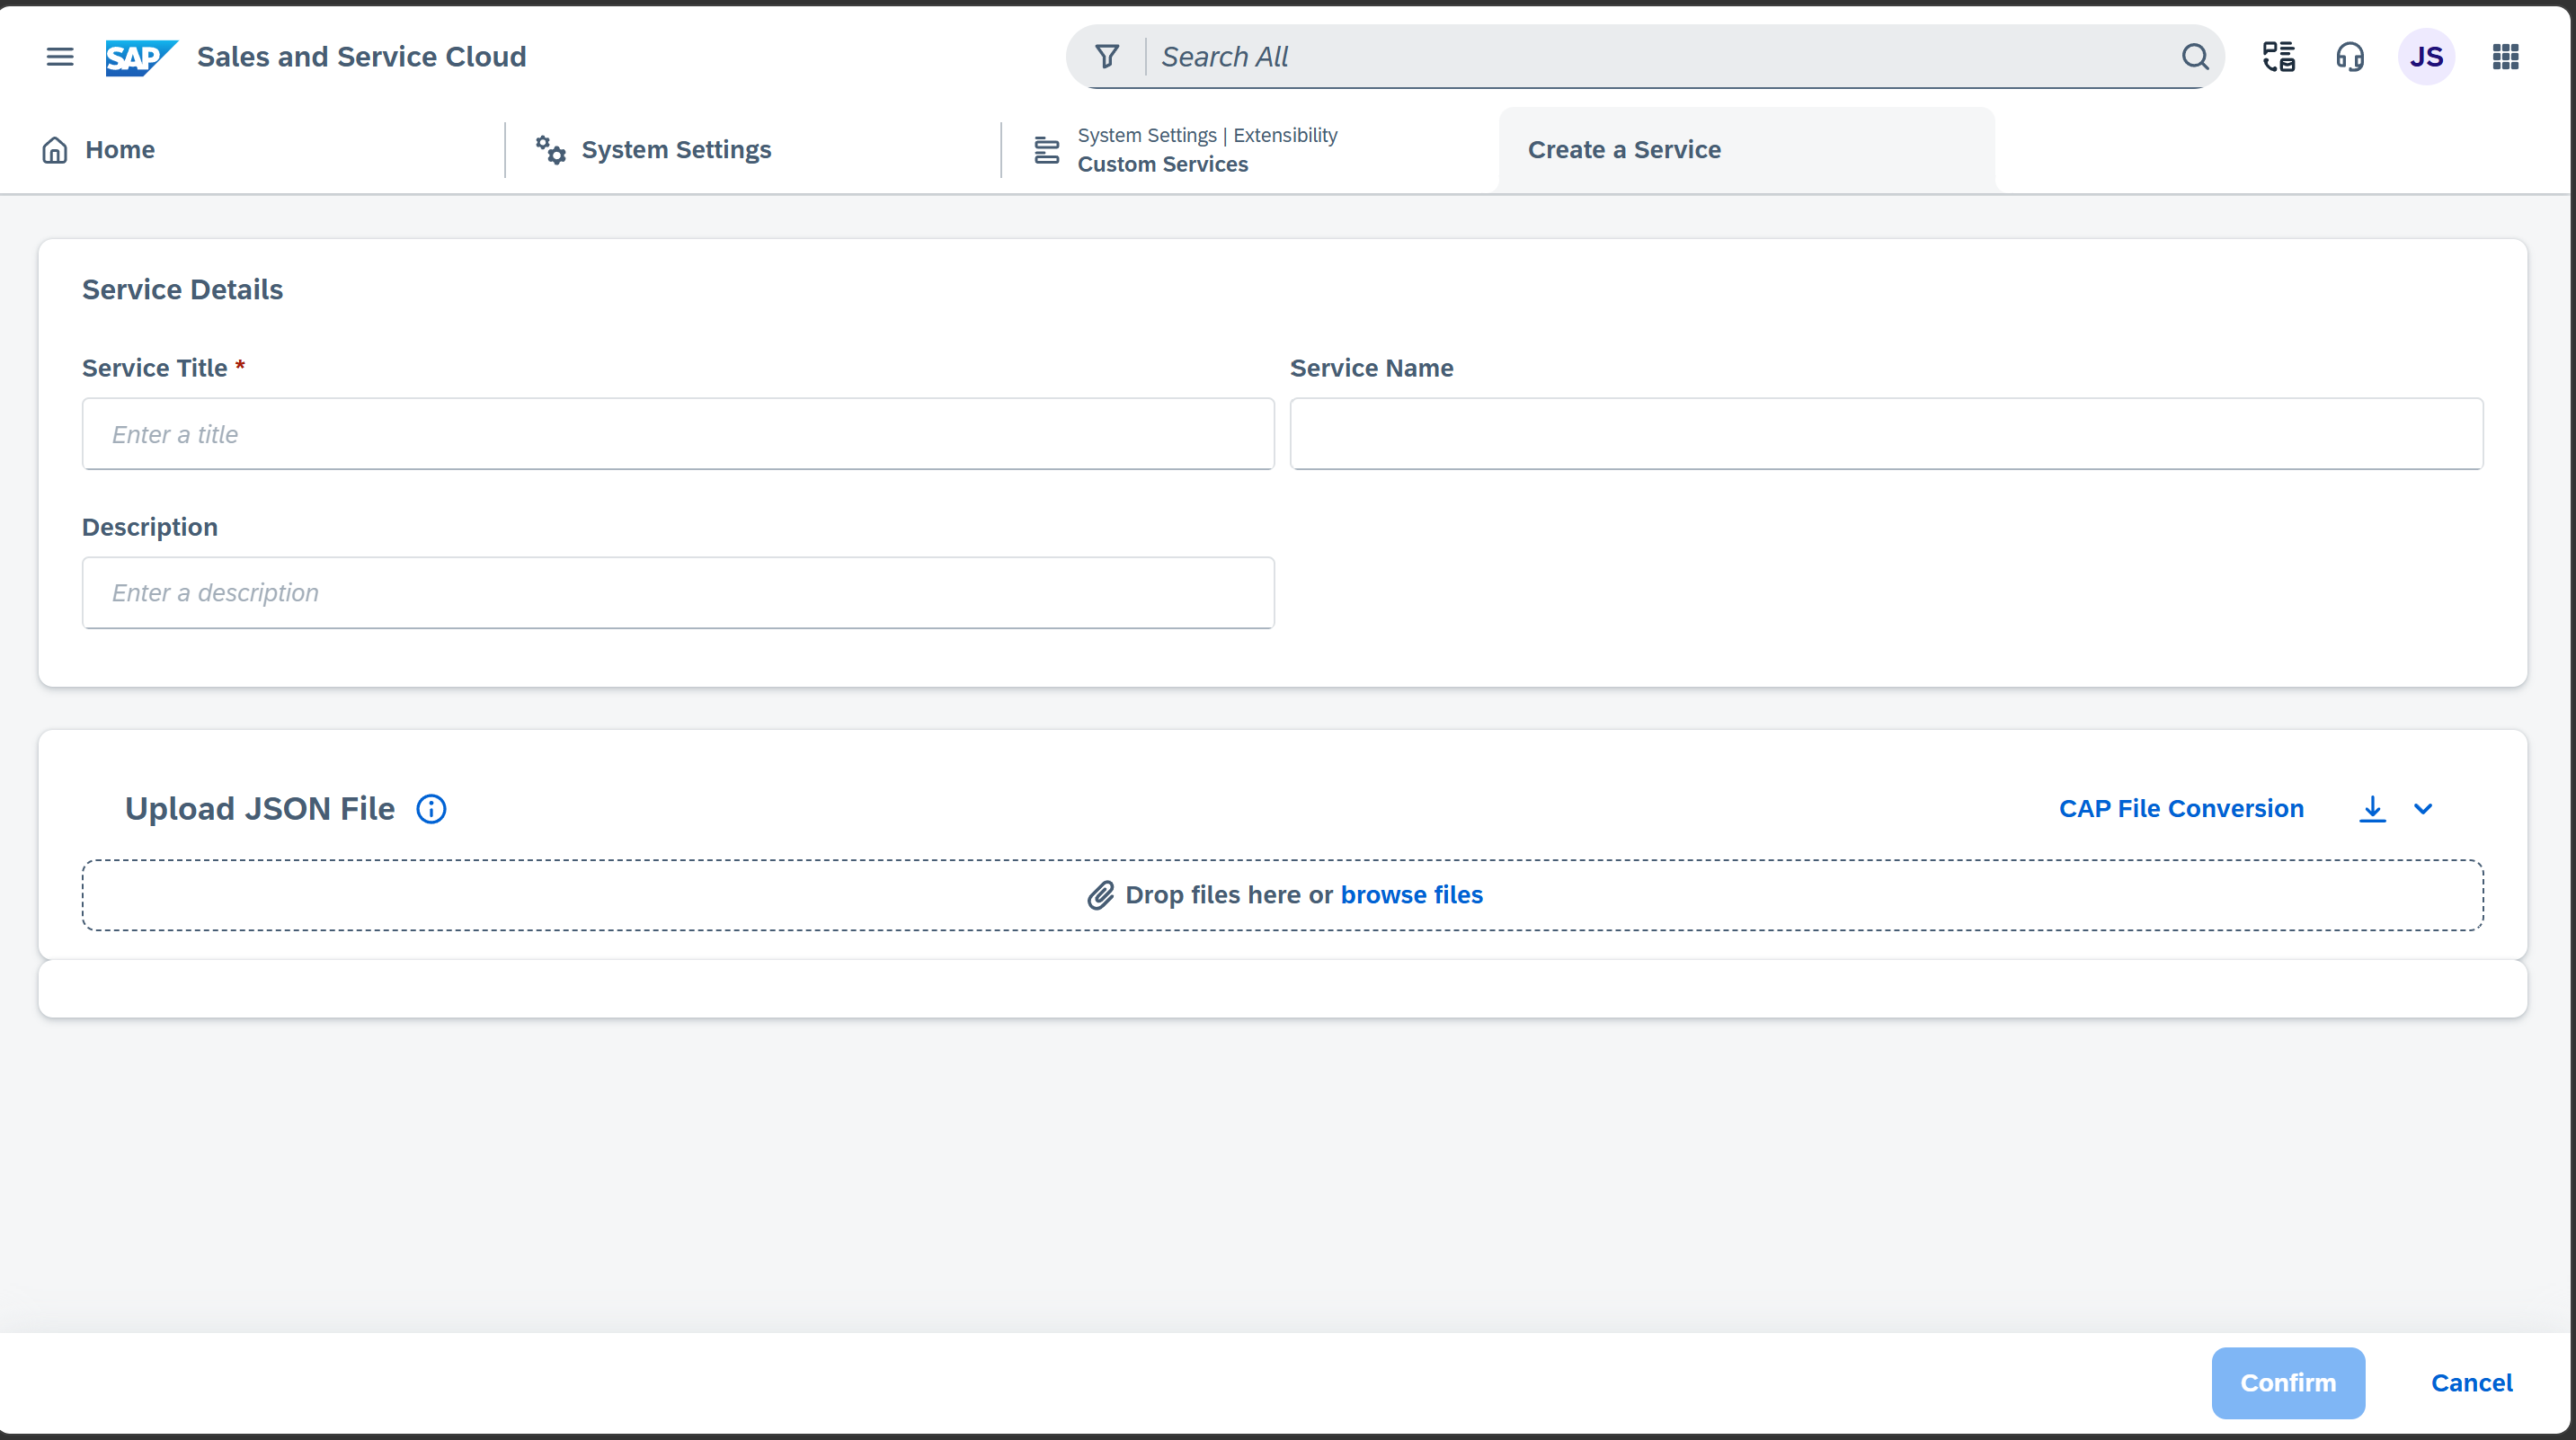 SAP Sales and Service Cloud
Search All
JS
Home
System Settings
System Settings | Extensibility
Custom Services
Create a Service
Service Details
Service Title *
Service Name
Enter a title
Description
Enter a description
Upload JSON File
CAP File Conversion
Drop files here or browse files
Confirm
Cancel